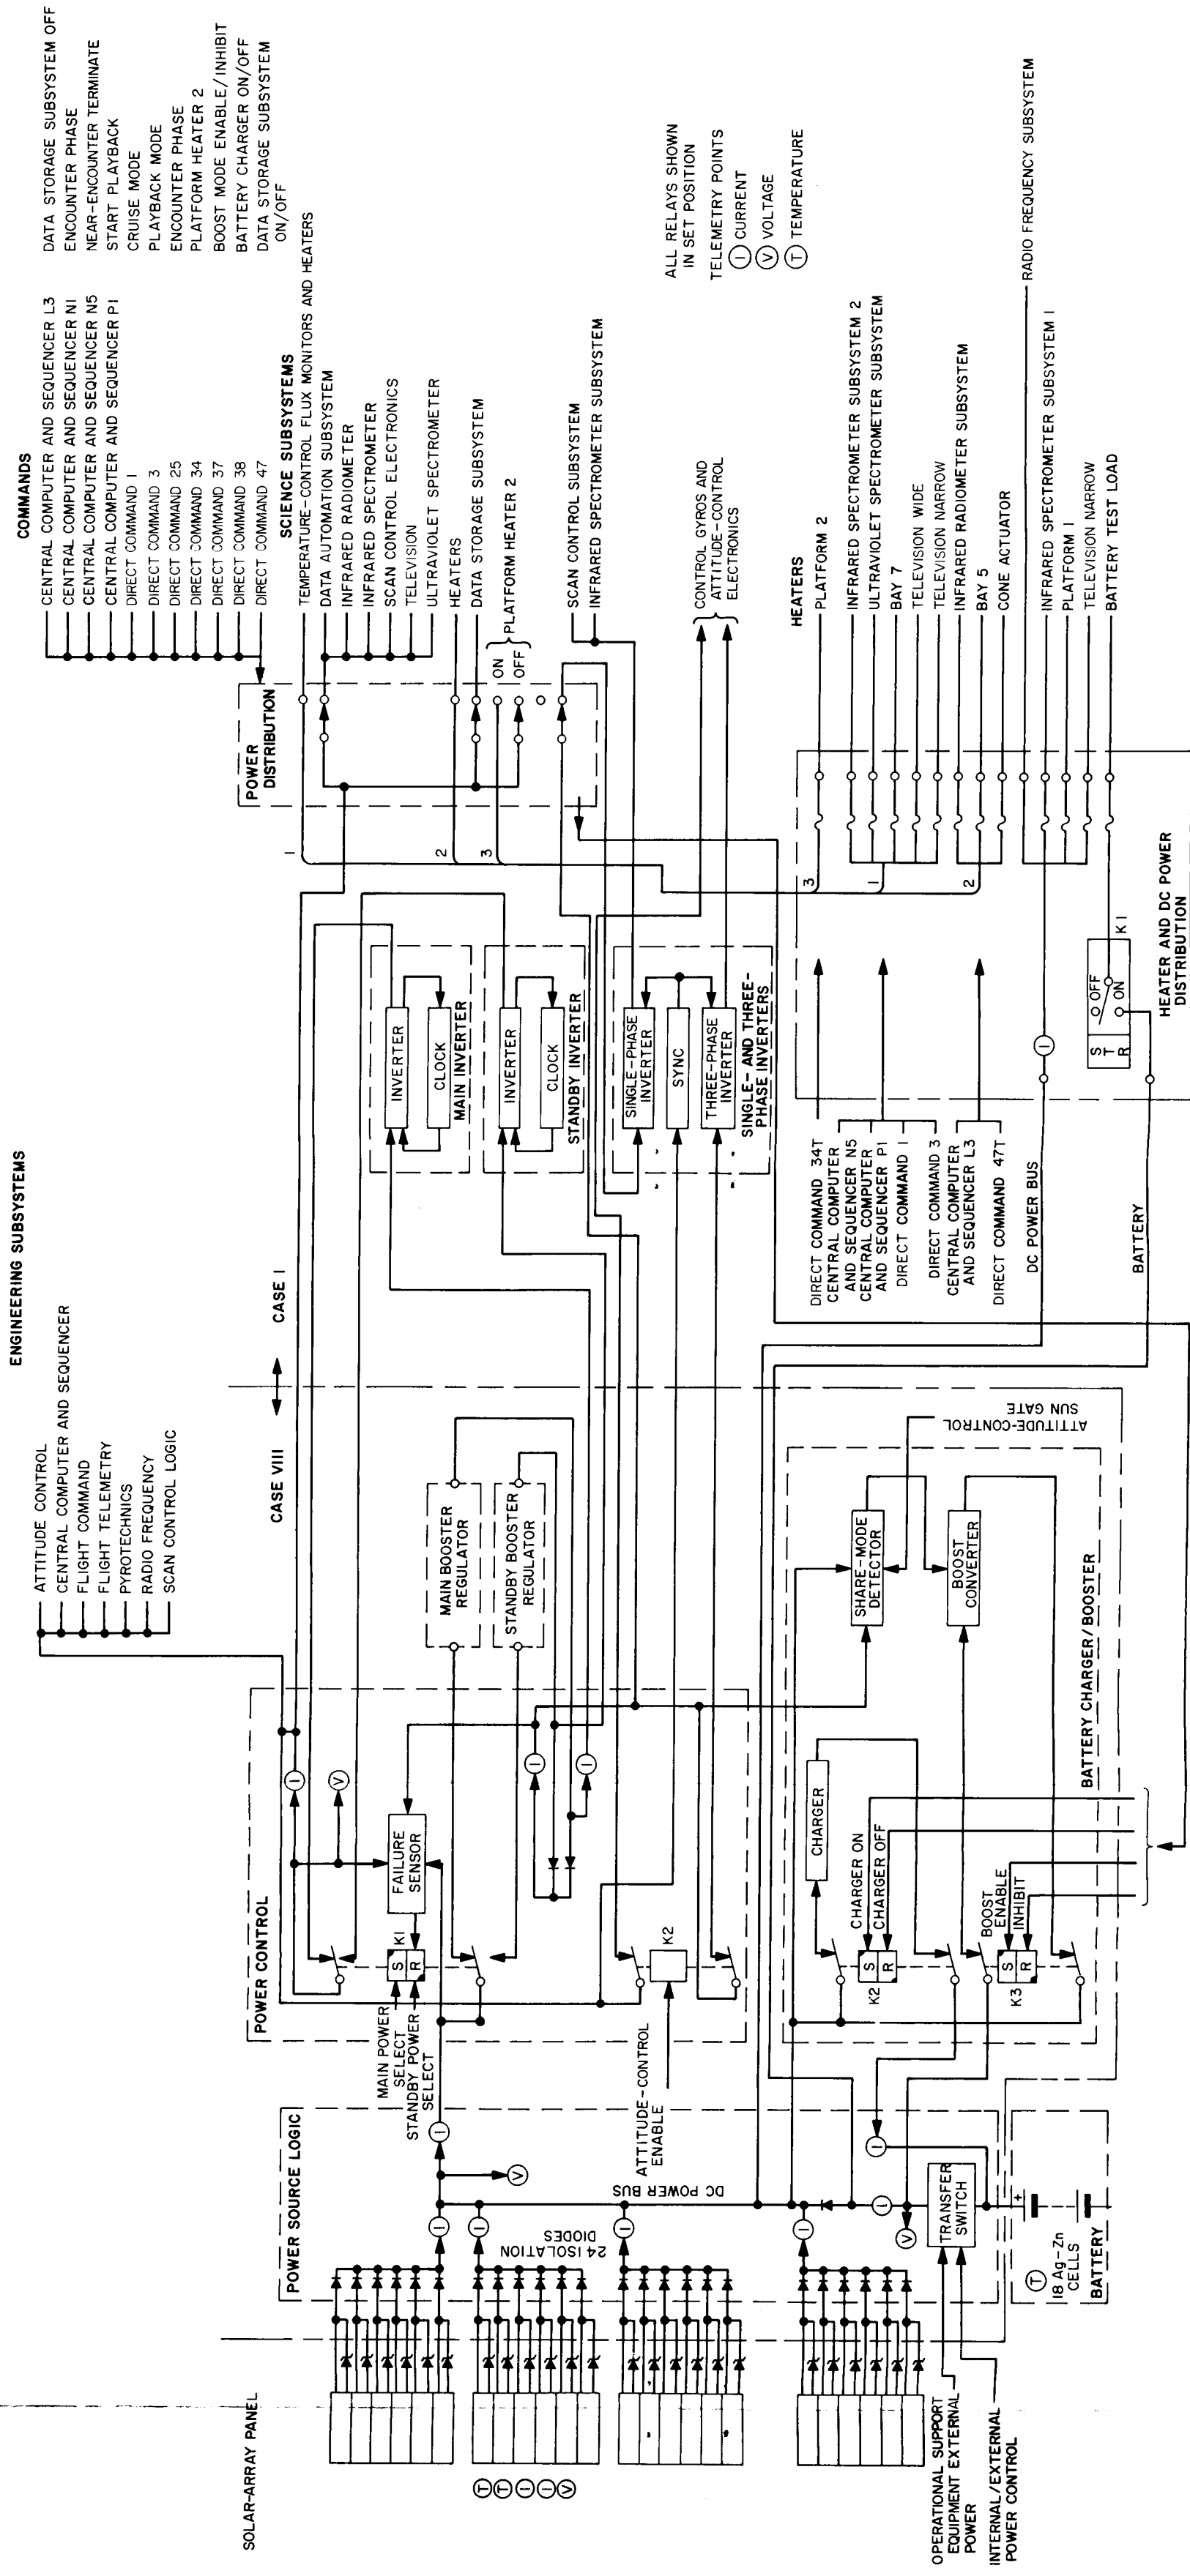 COMMANDS
CENTRAL COMPUTER AND SEQUENCER L3 DATA STORAGE SUBSYSTEM OFF
CENTRAL COMPUTER AND SEQUENCER N1 ENCOUNTER PHASE
CENTRAL COMPUTER AND SEQUENCER N5 NEAR-ENCOUNTER TERMINATE
CENTRAL COMPUTER AND SEQUENCER P1 START PLAYBACK
DIRECT COMMAND 1 CRUISE MODE
DIRECT COMMAND 3 PLAYBACK MODE
DIRECT COMMAND 25 ENCOUNTER PHASE
DIRECT COMMAND 34 PLATFORM HEATER 2
DIRECT COMMAND 37 BOOST MODE ENABLE/INHIBIT
DIRECT COMMAND 38 BATTERY CHARGER ON/OFF
DIRECT COMMAND 47 DATA STORAGE SUBSYSTEM
ON/OFF
ENGINEERING SUBSYSTEMS
ATTITUDE CONTROL
CENTRAL COMPUTER AND SEQUENCER
FLIGHT COMMAND
FLIGHT TELEMETRY
PYROTECHNICS
RADIO FREQUENCY
SCAN CONTROL LOGIC
CASE VIII
CASE I
SCIENCE SUBSYSTEMS
TEMPERATURE-CONTROL FLUX MONITORS AND HEATERS
DATA AUTOMATION SUBSYSTEM
INFRARED RADIOMETER
INFRARED SPECTROMETER
SCAN CONTROL ELECTRONICS
TELEVISION
ULTRAVIOLET SPECTROMETER
HEATERS
DATA STORAGE SUBSYSTEM
ON
OFF
PLATFORM HEATER 2
SCAN CONTROL SUBSYSTEM
INFRARED SPECTROMETER SUBSYSTEM
CONTROL GYROS AND
ATTITUDE-CONTROL
ELECTRONICS
POWER
DISTRIBUTION
1
2
3
ALL RELAYS SHOWN
IN SET POSITION
TELEMETRY POINTS
I CURRENT
V VOLTAGE
T TEMPERATURE
SOLAR-ARRAY PANEL
T
T
I
I
V
POWER SOURCE LOGIC
I
I
I
I
I
V
24 ISOLATION
DIODES
DC POWER BUS
I
V
I
TRANSFER
SWITCH
+
T
18 Ag-Zn
CELLS
BATTERY
OPERATIONAL SUPPORT
EQUIPMENT EXTERNAL
POWER
INTERNAL/EXTERNAL
POWER CONTROL
POWER CONTROL
MAIN POWER
SELECT
STANDBY POWER
SELECT
S
R
K1
FAILURE
SENSOR
I
V
I
I
ATTITUDE-CONTROL
ENABLE
K2
MAIN BOOSTER
REGULATOR
STANDBY BOOSTER
REGULATOR
INVERTER
CLOCK
MAIN INVERTER
INVERTER
CLOCK
STANDBY INVERTER
SINGLE-PHASE
INVERTER
SYNC
THREE-PHASE
INVERTER
SINGLE- AND THREE-
PHASE INVERTERS
CHARGER
CHARGER ON
CHARGER OFF
S
R
K2
BOOST
ENABLE
INHIBIT
S
R
K3
SHARE-MODE
DETECTOR
BOOST
CONVERTER
BATTERY CHARGER/BOOSTER
ATTITUDE-CONTROL
SUN GATE
DIRECT COMMAND 34T
CENTRAL COMPUTER
AND SEQUENCER N5
CENTRAL COMPUTER
AND SEQUENCER P1
DIRECT COMMAND 1
DIRECT COMMAND 3
CENTRAL COMPUTER
AND SEQUENCER L3
DIRECT COMMAND 47T
DC POWER BUS
BATTERY
3
1
2
I
S
T
R
OFF
ON
K1
HEATER AND DC POWER
DISTRIBUTION
HEATERS
PLATFORM 2
INFRARED SPECTROMETER SUBSYSTEM 2
ULTRAVIOLET SPECTROMETER SUBSYSTEM
BAY 7
TELEVISION WIDE
TELEVISION NARROW
INFRARED RADIOMETER SUBSYSTEM
BAY 5
CONE ACTUATOR
RADIO FREQUENCY SUBSYSTEM
INFRARED SPECTROMETER SUBSYSTEM 1
PLATFORM 1
TELEVISION NARROW
BATTERY TEST LOAD